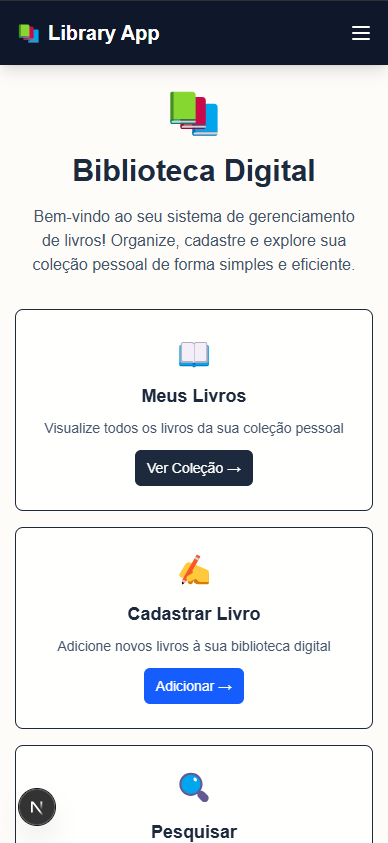 Library App
Biblioteca Digital
Bem-vindo ao seu sistema de gerenciamento
de livros! Organize, cadastre e explore sua
coleção pessoal de forma simples e eficiente.
Meus Livros
Visualize todos os livros da sua coleção pessoal
Ver Coleção →
Cadastrar Livro
Adicione novos livros à sua biblioteca digital
Adicionar →
N
Pesquisar